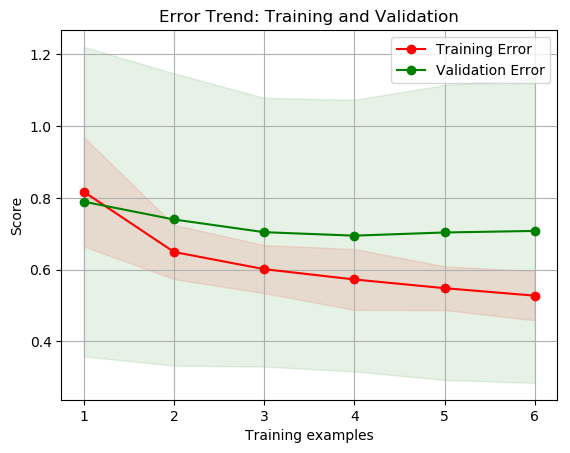 Error Trend: Training and Validation
Training Error
Validation Error
Score
1.2
1.0
0.8
0.6
0.4
1 2 3 4 5 6
Training examples